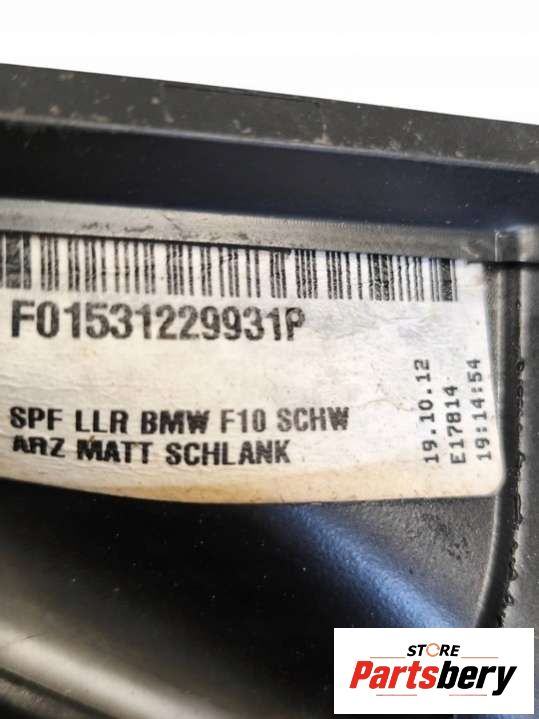 F01531229931P
SPF LLR BMW F10 SCHW
ARZ MATT SCHLANK
19.10.12
E17814
19:14:54
STORE
Partsbery